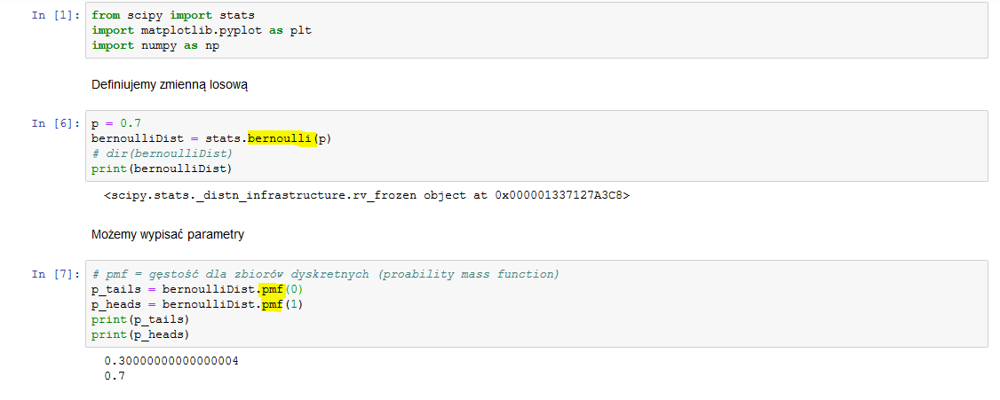 In [1]: from scipy import stats
import matplotlib.pyplot as plt
import numpy as np
Definiujemy zmienną losową
In [6]: p = 0.7
bernoulliDist = stats.bernoulli(p)
# dir(bernoulliDist)
print(bernoulliDist)
<scipy.stats._distn_infrastructure.rv_frozen object at 0x000001337127A3C8>
Możemy wypisać parametry
In [7]: # pmf = gęstość dla zbiorów dyskretnych (proability mass function)
p_tails = bernoulliDist.pmf(0)
p_heads = bernoulliDist.pmf(1)
print(p_tails)
print(p_heads)
0.30000000000000004
0.7